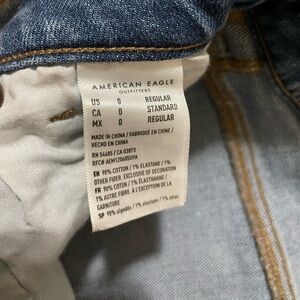 AMERICAN EAGLE
OUTFITTERS
US 0 REGULAR
CA 0 STANDARD
MX 0 REGULAR
MADE IN CHINA / FABRIQUÉ EN CHINE /
HECHO EN CHINA
RN 54485 / CA 03873
EN 98% COTTON / 1% ELASTANE / 1%
OTHER FIBER. EXCLUSIVE OF DECORATION
FR 98% COTON / 1% ÉLASTHANNE /
1% AUTRE FIBRE. À L'EXCEPTION DE LA
GARNITURE
SP 98% algodón / 1% elastano / 1% otras